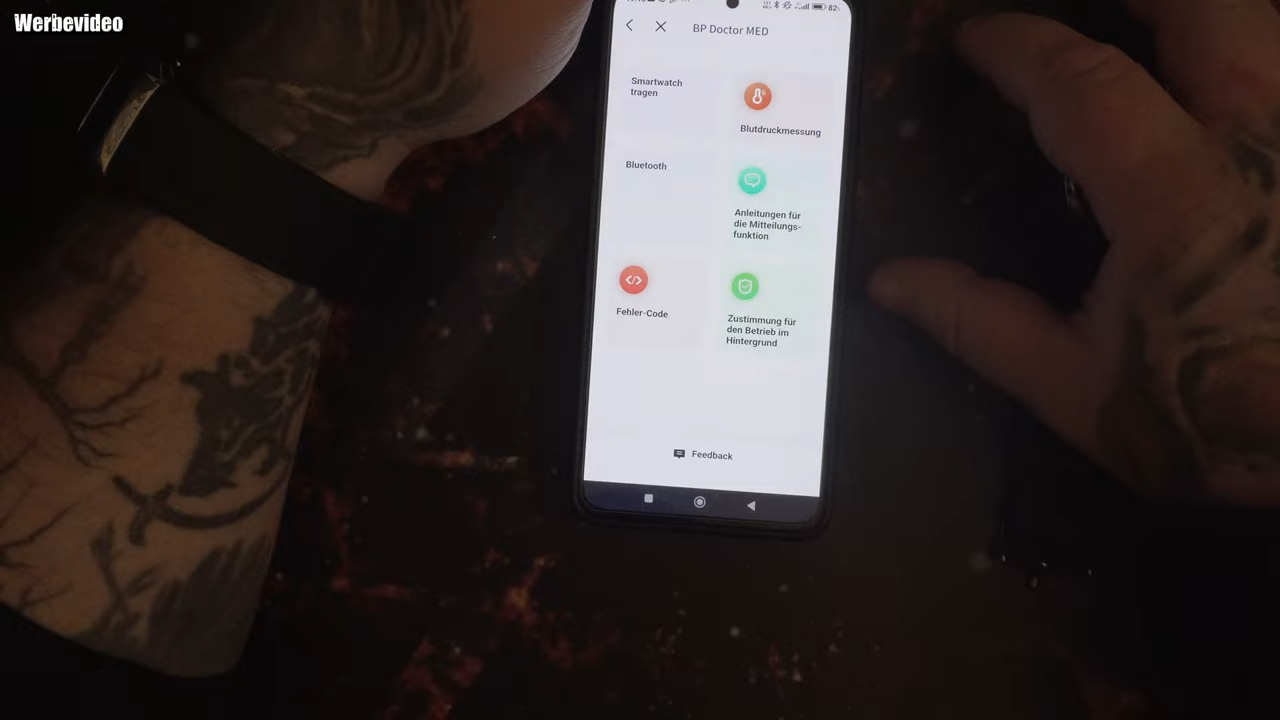 Werbevideo
82
BP Doctor MED
Smartwatch
tragen
Blutdruckmessung
Bluetooth
Anleitungen für
die Mitteilungs-
funktion
Fehler-Code
Zustimmung für
den Betrieb im
Hintergrund
Feedback